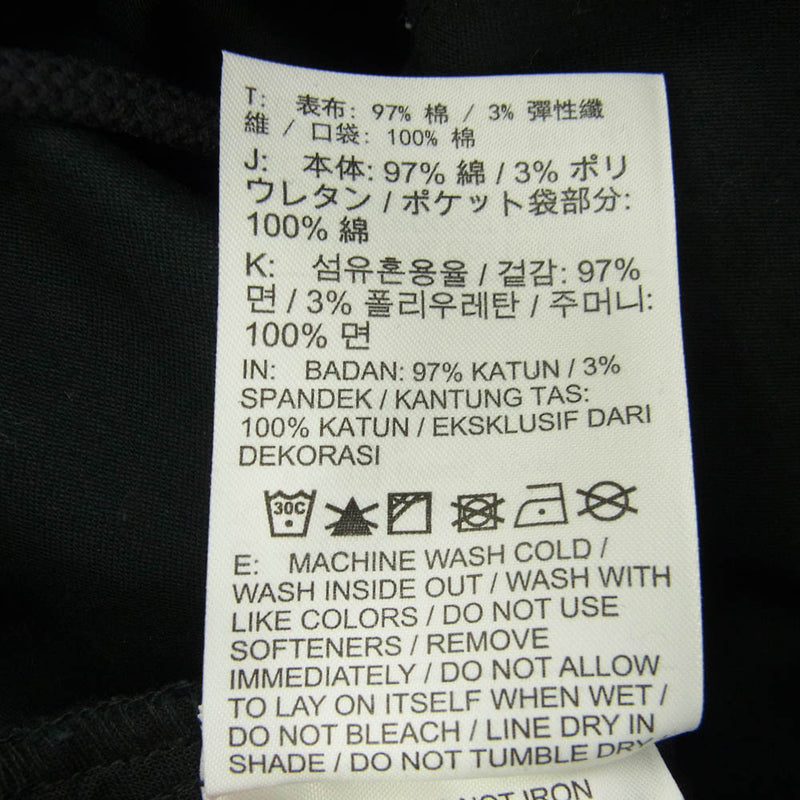 T: 表布: 97% 棉 / 3% 彈性纖
維 / 口袋: 100% 棉
J: 本体: 97% 綿 / 3% ポリ
ウレタン / ポケット袋部分:
100% 綿
K: 섬유혼용율 / 겉감: 97%
면 / 3% 폴리우레탄 / 주머니:
100% 면
IN: BADAN: 97% KATUN / 3%
SPANDEK / KANTUNG TAS:
100% KATUN / EKSKLUSIF DARI
DEKORASI
30C
E: MACHINE WASH COLD /
WASH INSIDE OUT / WASH WITH
LIKE COLORS / DO NOT USE
SOFTENERS / REMOVE
IMMEDIATELY / DO NOT ALLOW
TO LAY ON ITSELF WHEN WET /
DO NOT BLEACH / LINE DRY IN
SHADE / DO NOT TUMBLE DRY
NOT IRON